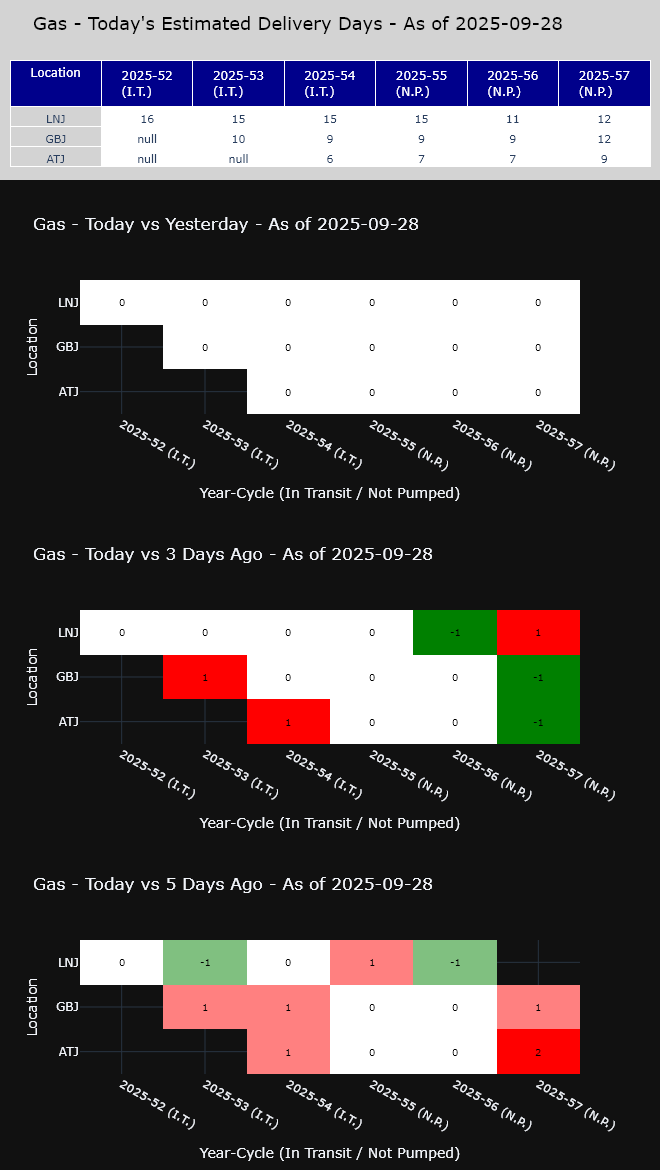 Gas - Today's Estimated Delivery Days - As of 2025-09-28
Location 2025-52 (I.T.) 2025-53 (I.T.) 2025-54 (I.T.) 2025-55 (N.P.) 2025-56 (N.P.) 2025-57 (N.P.)
LNJ 16 15 15 15 11 12
GBJ null 10 9 9 9 12
ATJ null null 6 7 7 9
Gas - Today vs Yesterday - As of 2025-09-28
Location
LNJ 0 0 0 0 0 0
GBJ 0 0 0 0 0
ATJ 0 0 0 0
2025-52 (I.T.) 2025-53 (I.T.) 2025-54 (I.T.) 2025-55 (N.P.) 2025-56 (N.P.) 2025-57 (N.P.)
Year-Cycle (In Transit / Not Pumped)
Gas - Today vs 3 Days Ago - As of 2025-09-28
Location
LNJ 0 0 0 0 -1 1
GBJ 1 0 0 0 -1
ATJ 1 0 0 -1
2025-52 (I.T.) 2025-53 (I.T.) 2025-54 (I.T.) 2025-55 (N.P.) 2025-56 (N.P.) 2025-57 (N.P.)
Year-Cycle (In Transit / Not Pumped)
Gas - Today vs 5 Days Ago - As of 2025-09-28
Location
LNJ 0 -1 0 1 -1
GBJ 1 1 0 0 1
ATJ 1 0 0 2
2025-52 (I.T.) 2025-53 (I.T.) 2025-54 (I.T.) 2025-55 (N.P.) 2025-56 (N.P.) 2025-57 (N.P.)
Year-Cycle (In Transit / Not Pumped)